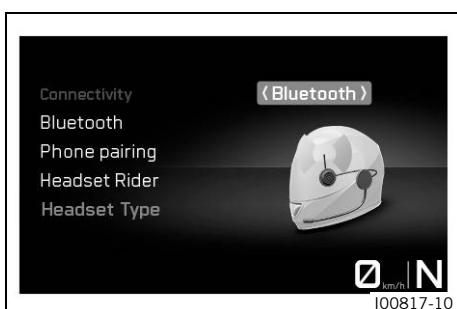 Connectivity
⟨ Bluetooth ⟩
Bluetooth
Phone pairing
Headset Rider
Headset Type
0 km/h N
I00817-10